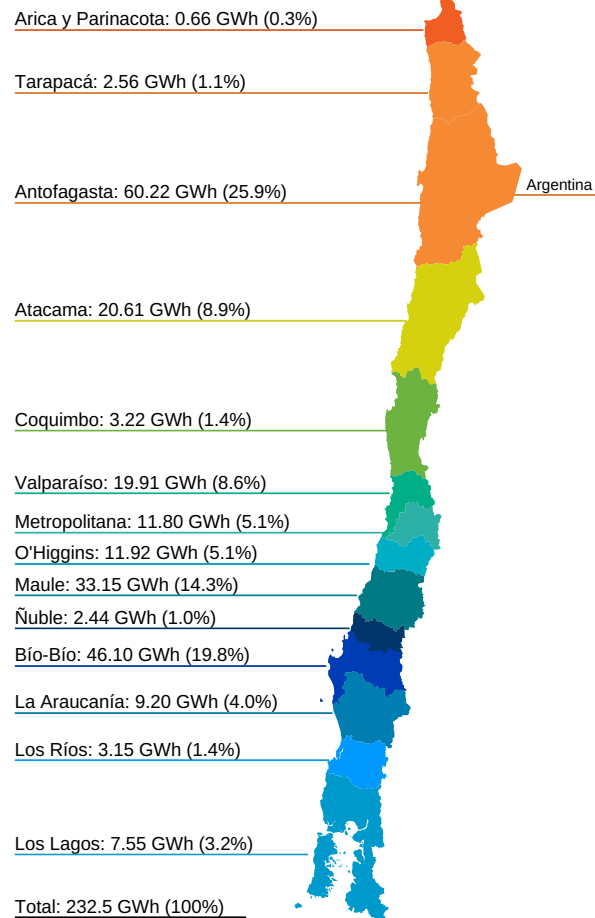 Arica y Parinacota: 0.66 GWh (0.3%)
Tarapacá: 2.56 GWh (1.1%)
Antofagasta: 60.22 GWh (25.9%)
Argentina
Atacama: 20.61 GWh (8.9%)
Coquimbo: 3.22 GWh (1.4%)
Valparaíso: 19.91 GWh (8.6%)
Metropolitana: 11.80 GWh (5.1%)
O'Higgins: 11.92 GWh (5.1%)
Maule: 33.15 GWh (14.3%)
Ñuble: 2.44 GWh (1.0%)
Bío-Bío: 46.10 GWh (19.8%)
La Araucanía: 9.20 GWh (4.0%)
Los Ríos: 3.15 GWh (1.4%)
Los Lagos: 7.55 GWh (3.2%)
Total: 232.5 GWh (100%)